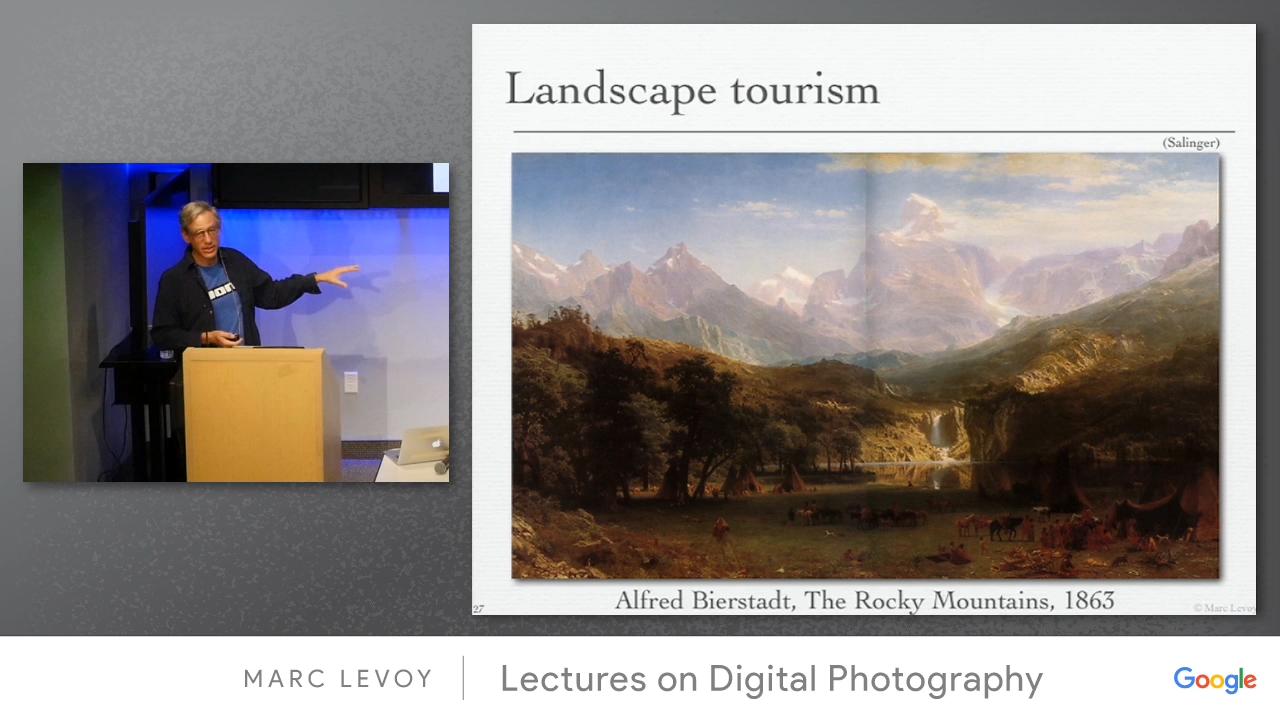 Landscape tourism
(Salinger)
Alfred Bierstadt, The Rocky Mountains, 1863
27
© Marc Levoy
MARC LEVOY
Lectures on Digital Photography
Google